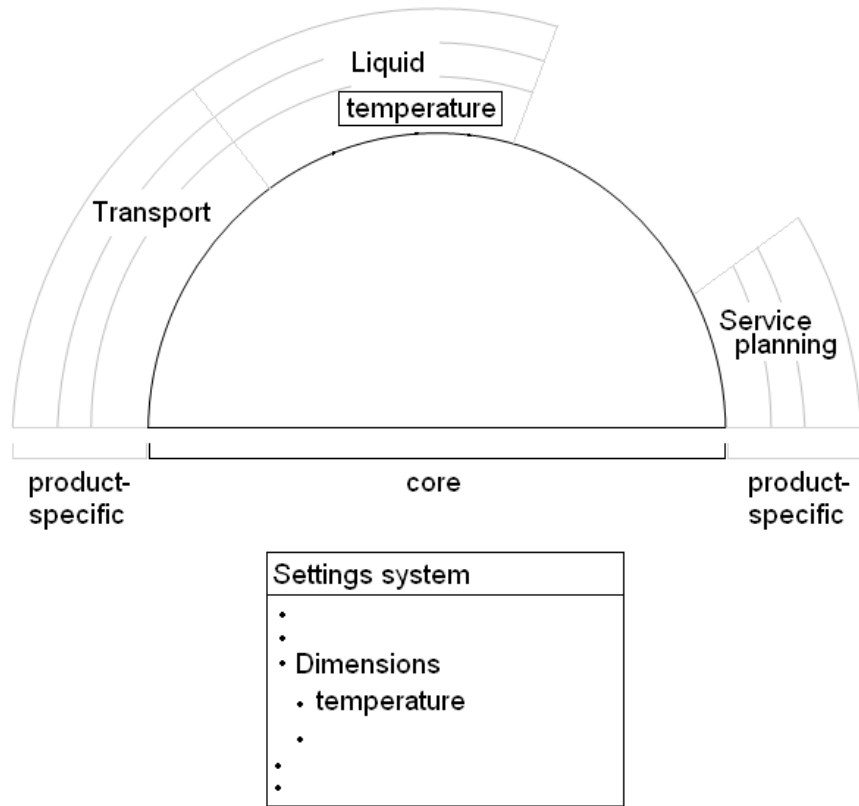 Liquid
temperature
Transport
Service
planning
product-
specific
core
product-
specific
Settings system
• Dimensions
• temperature